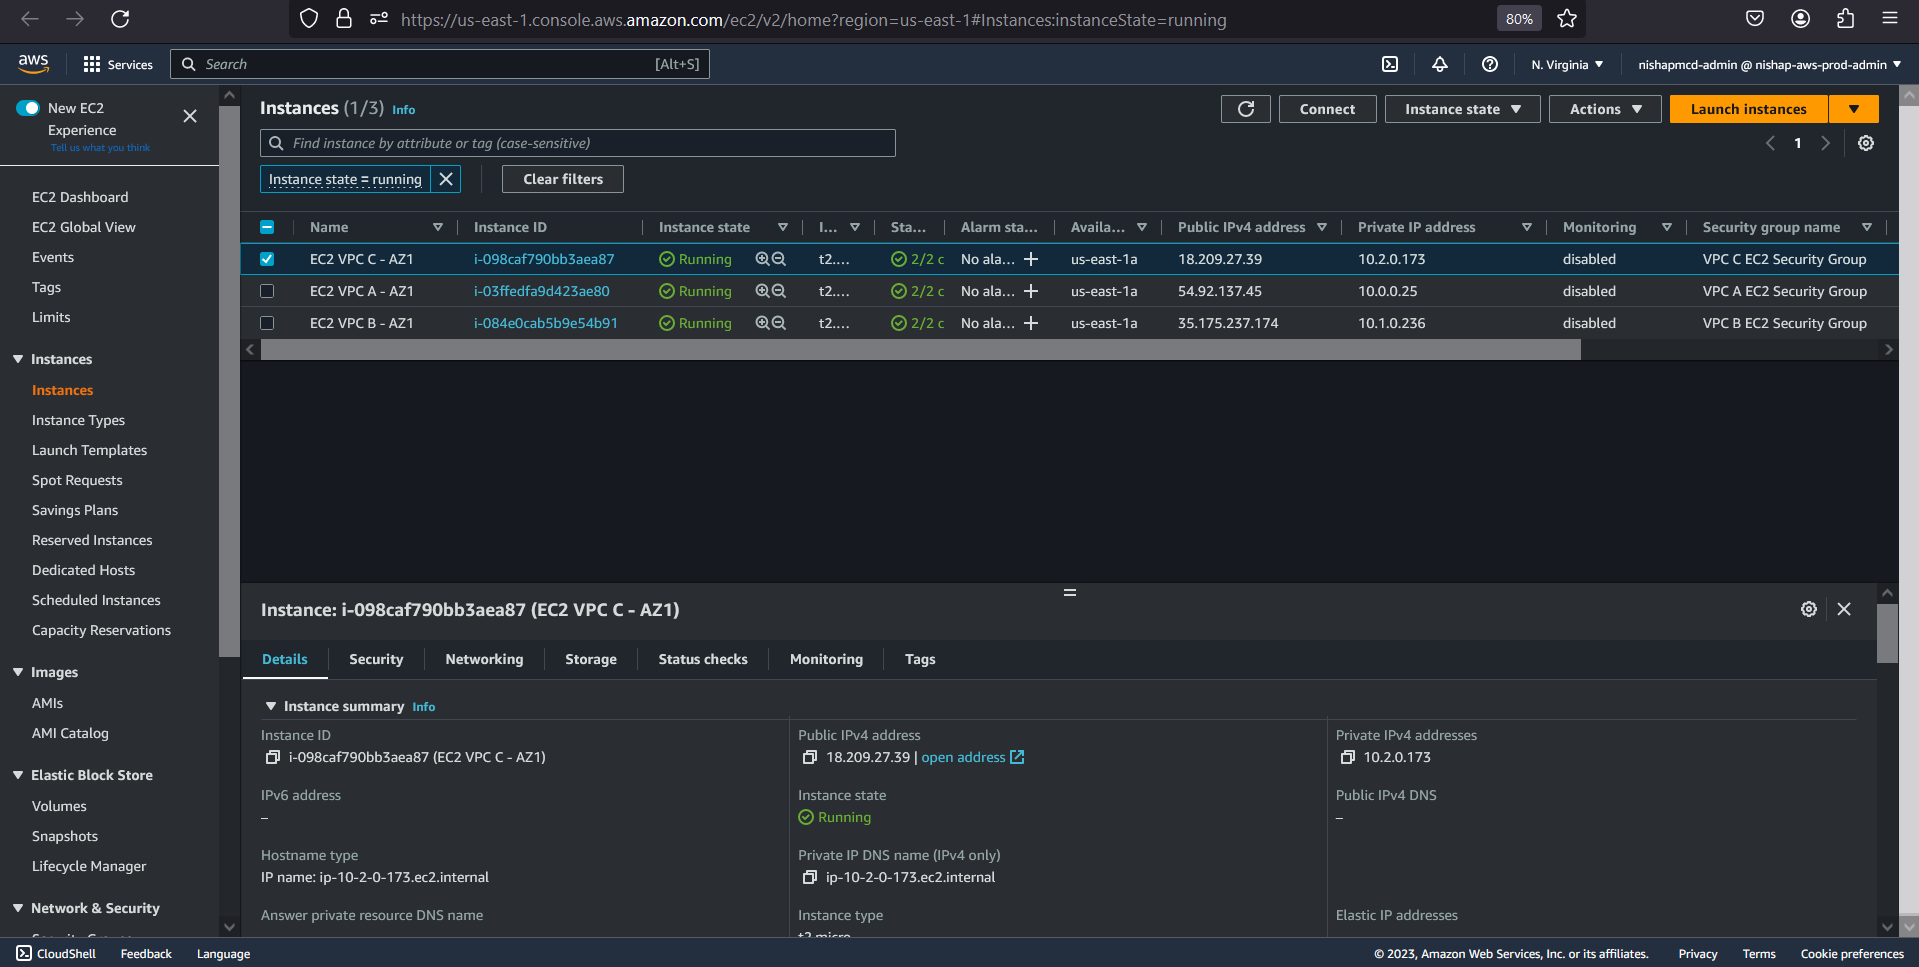 https://us-east-1.console.aws.amazon.com/ec2/v2/home?region=us-east-1#Instances:instanceState=running 80%
aws Services Search [Alt+S] N. Virginia nishapmcd-admin @ nishap-aws-prod-admin
New EC2
Experience
Tell us what you think
EC2 Dashboard
EC2 Global View
Events
Tags
Limits
Instances
Instances
Instance Types
Launch Templates
Spot Requests
Savings Plans
Reserved Instances
Dedicated Hosts
Scheduled Instances
Capacity Reservations
Images
AMIs
AMI Catalog
Elastic Block Store
Volumes
Snapshots
Lifecycle Manager
Network & Security
Instances (1/3) Info Connect Instance state Actions Launch instances
Find instance by attribute or tag (case-sensitive) 1
Instance state = running Clear filters
Name Instance ID Instance state I... Sta... Alarm sta... Availa... Public IPv4 address Private IP address Monitoring Security group name
EC2 VPC C - AZ1 i-098caf790bb3aea87 Running t2.... 2/2 c No ala... us-east-1a 18.209.27.39 10.2.0.173 disabled VPC C EC2 Security Group
EC2 VPC A - AZ1 i-03ffedfa9d423ae80 Running t2.... 2/2 c No ala... us-east-1a 54.92.137.45 10.0.0.25 disabled VPC A EC2 Security Group
EC2 VPC B - AZ1 i-084e0cab5b9e54b91 Running t2.... 2/2 c No ala... us-east-1a 35.175.237.174 10.1.0.236 disabled VPC B EC2 Security Group
Instance: i-098caf790bb3aea87 (EC2 VPC C - AZ1)
Details Security Networking Storage Status checks Monitoring Tags
Instance summary Info
Instance ID Public IPv4 address Private IPv4 addresses
i-098caf790bb3aea87 (EC2 VPC C - AZ1) 18.209.27.39 | open address 10.2.0.173
IPv6 address Instance state Public IPv4 DNS
– Running –
Hostname type Private IP DNS name (IPv4 only)
IP name: ip-10-2-0-173.ec2.internal ip-10-2-0-173.ec2.internal
Answer private resource DNS name Instance type Elastic IP addresses
t2.micro
CloudShell Feedback Language © 2023, Amazon Web Services, Inc. or its affiliates. Privacy Terms Cookie preferences